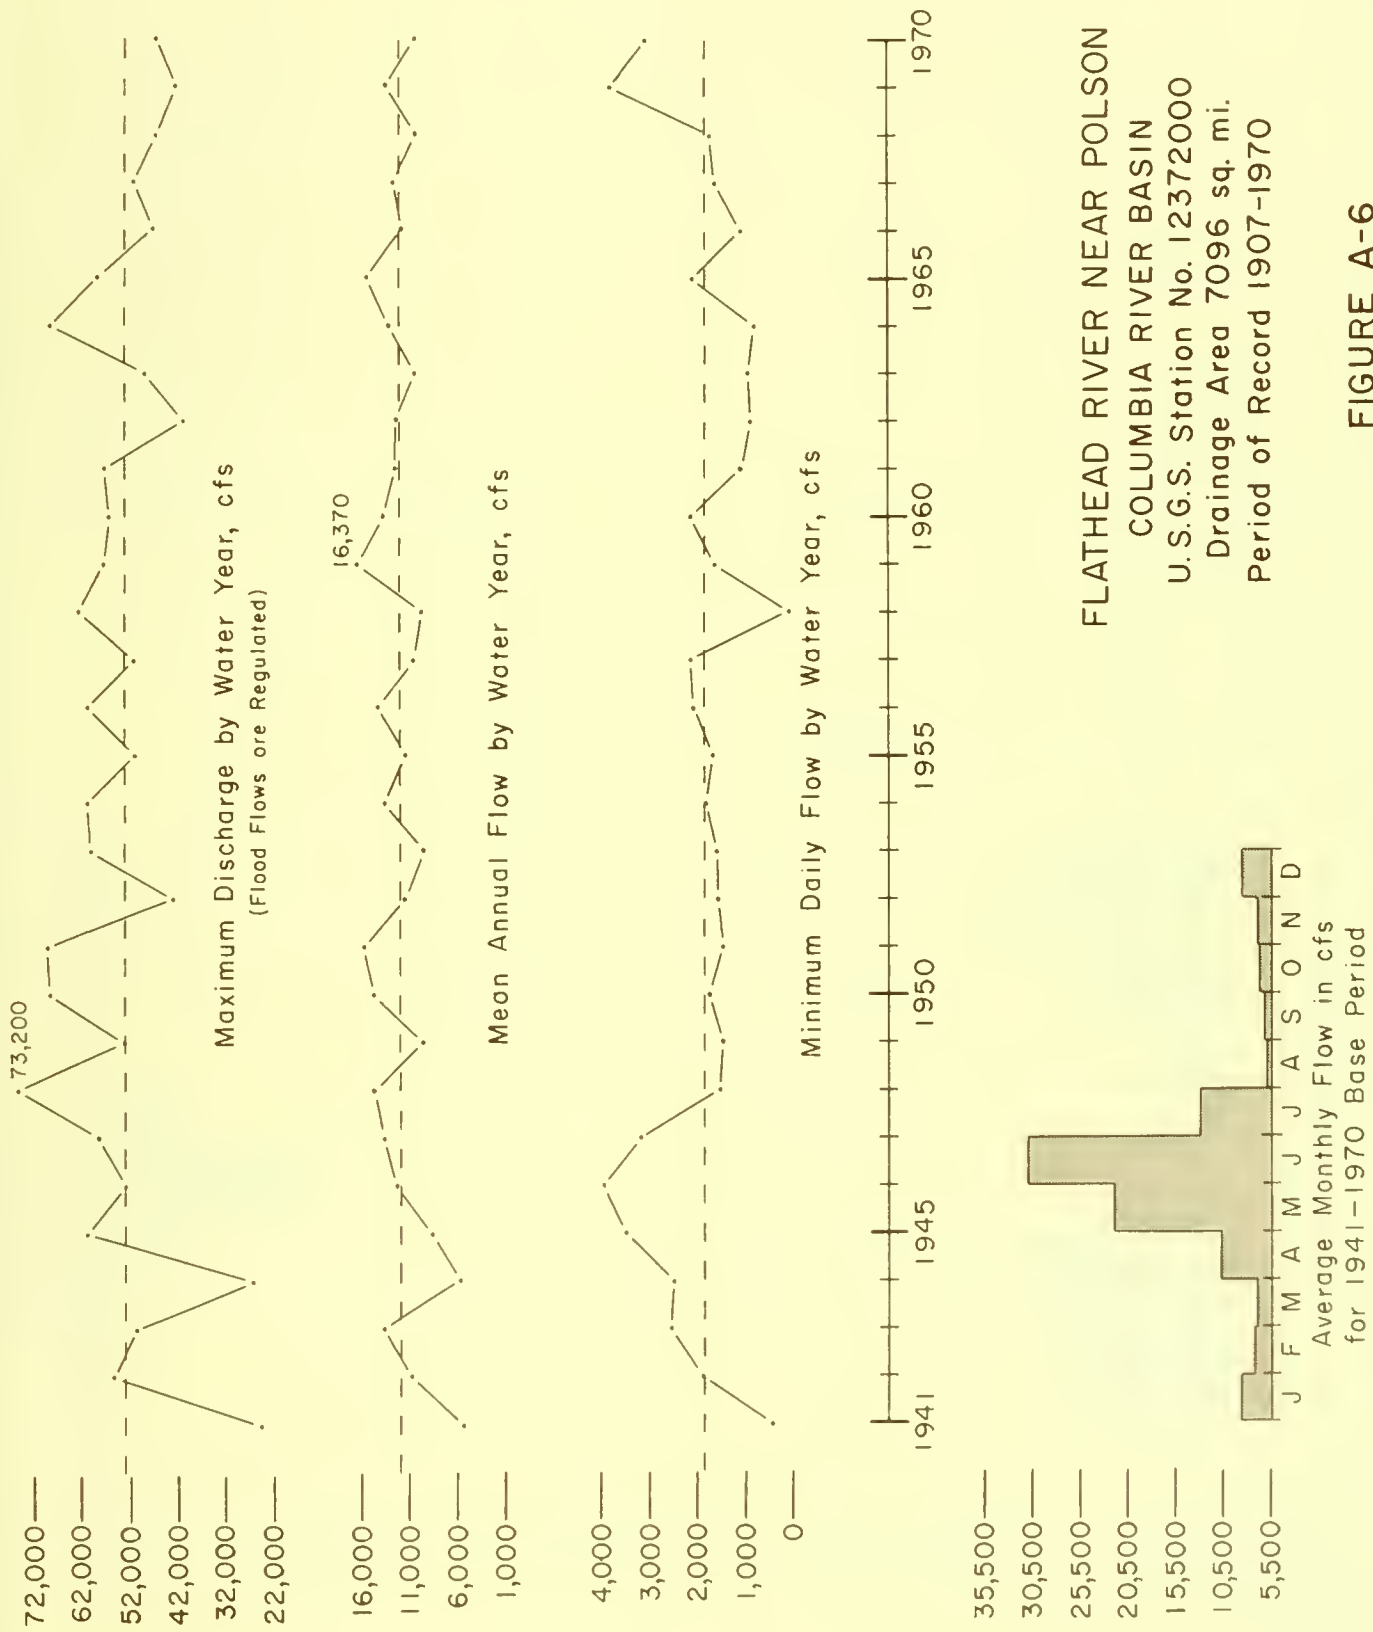 72,000
62,000
52,000
42,000
32,000
22,000
73,200
Maximum Discharge by Water Year, cfs
(Flood Flows are Regulated)
16,000
11,000
6,000
1,000
16,370
Mean Annual Flow by Water Year, cfs
4,000
3,000
2,000
1,000
0
Minimum Daily Flow by Water Year, cfs
1941 1945 1950 1955 1960 1965 1970
35,500
30,500
25,500
20,500
15,500
10,500
5,500
J F M A M J J A S O N D
Average Monthly Flow in cfs
for 1941-1970 Base Period
FLATHEAD RIVER NEAR POLSON
COLUMBIA RIVER BASIN
U.S.G.S. Station No. 12372000
Drainage Area 7096 sq. mi.
Period of Record 1907-1970
FIGURE A-6